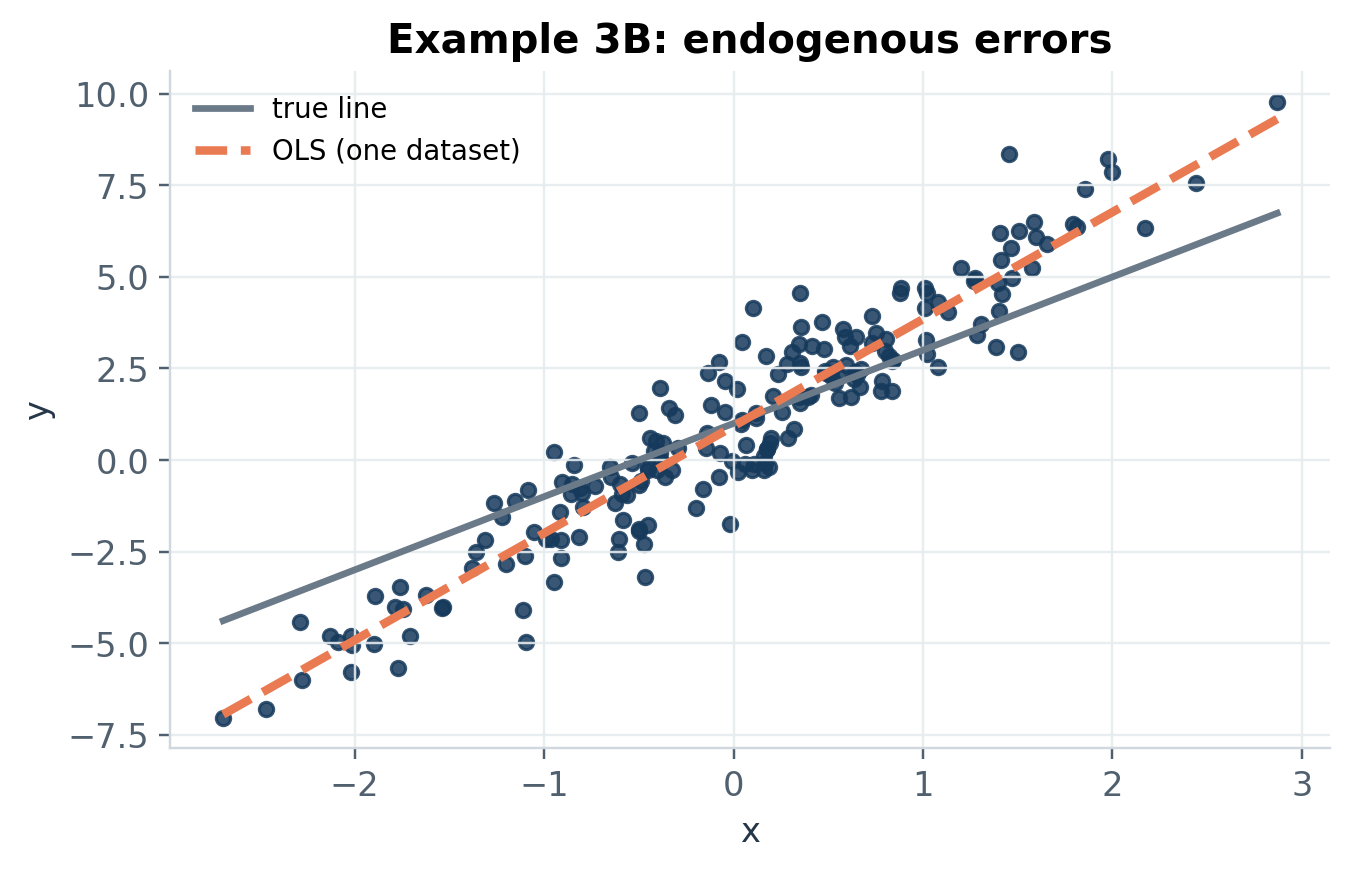 Example 3B: endogenous errors
true line
OLS (one dataset)
10.0
7.5
5.0
2.5
0.0
−2.5
−5.0
−7.5
y
−2 −1 0 1 2 3
x